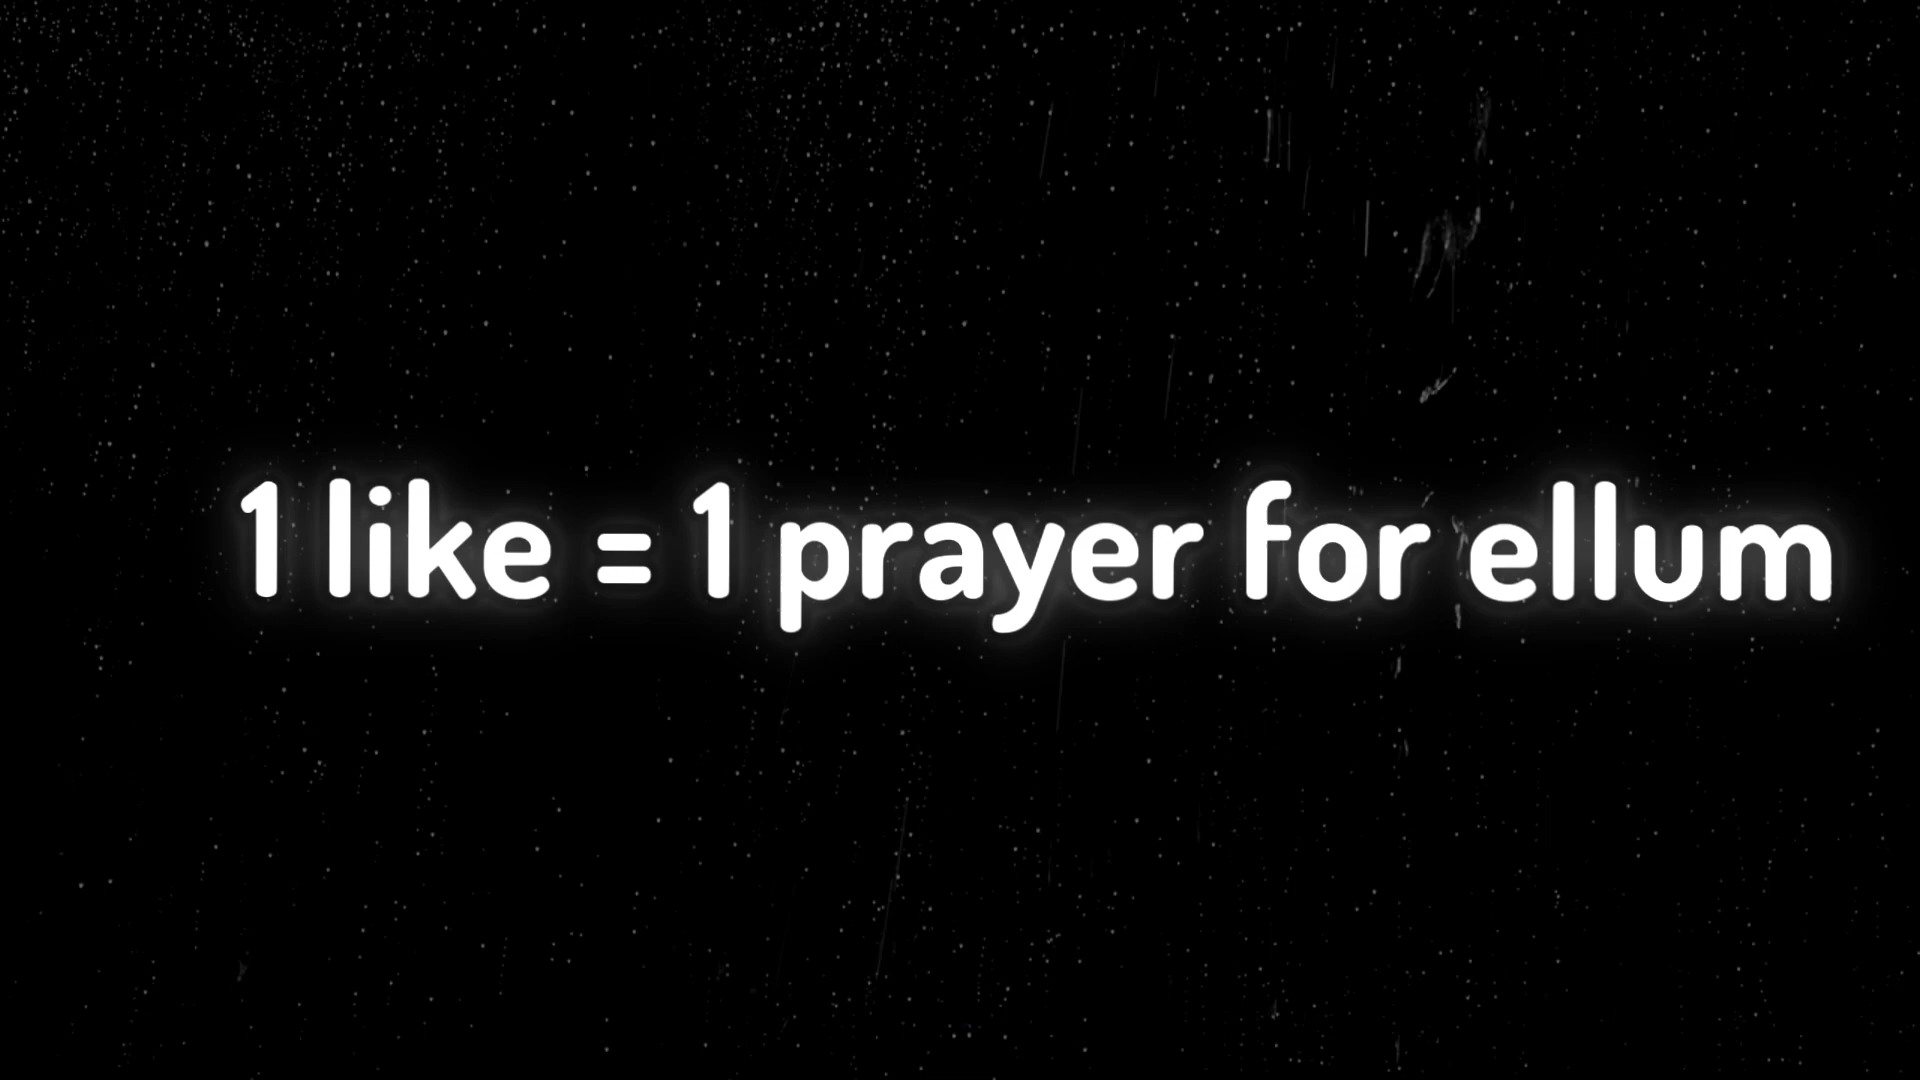 1 like = 1 prayer for ellum